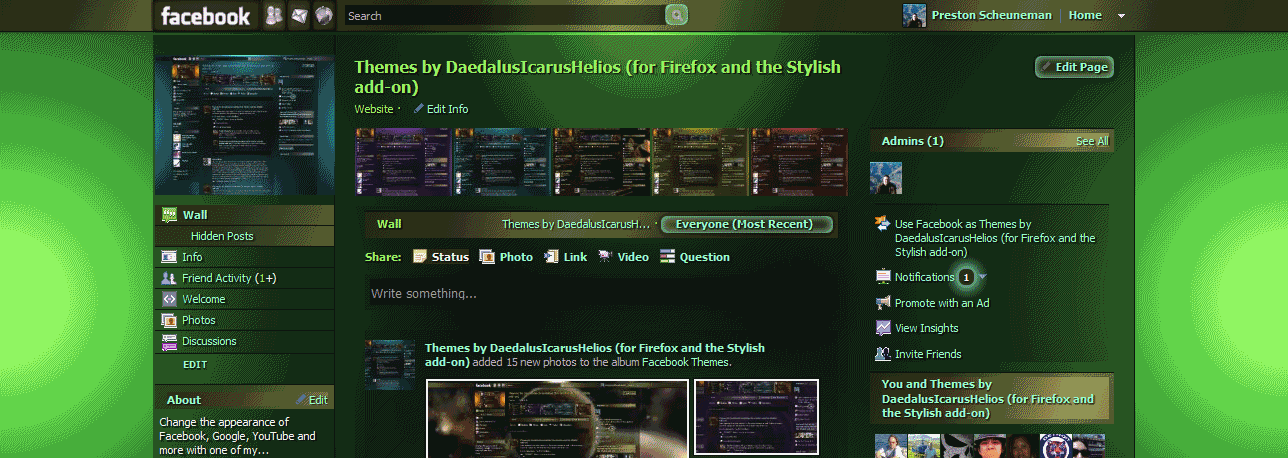 facebook
Search
Preston Scheuneman
Home
Themes by DaedalusIcarusHelios (for Firefox and the Stylish
add-on)
Website ·
Edit Info
Edit Page
Wall
Hidden Posts
Info
Friend Activity (1+)
Welcome
Photos
Discussions
EDIT
About
Edit
Change the appearance of
Facebook, Google, YouTube and
more with one of my...
Wall
Themes by DaedalusIcarusH... ·
Everyone (Most Recent)
Share:
Status
Photo
Link
Video
Question
Write something...
Themes by DaedalusIcarusHelios (for Firefox and the Stylish
add-on) added 15 new photos to the album Facebook Themes.
Admins (1)
See All
Use Facebook as Themes by
DaedalusIcarusHelios (for Firefox and the
Stylish add-on)
Notifications 1
Promote with an Ad
View Insights
Invite Friends
You and Themes by
DaedalusIcarusHelios (for Firefox and
the Stylish add-on)
facebook